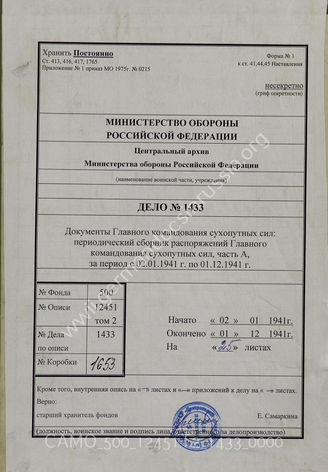 Хранить Постоянно
Ст. 413, 416, 417, 1765
Приложение № 1 приказ МО 1975г. № 0215
Форма № 1
к ст. 41,44,45 Наставления
несекретно
(гриф секретности)
МИНИСТЕРСТВО ОБОРОНЫ
РОССИЙСКОЙ ФЕДЕРАЦИИ
Центральный архив
Министерства обороны Российской Федерации
(наименование воинской части, учреждения)
ДЕЛО № 1433
Документы Главного командования сухопутных сил:
периодический сборник распоряжений Главного
командования сухопутных сил, часть А,
за период с 02.01.1941 г. по 01.12.1941 г.
№ Фонда 500
№ Описи 12451
том 2
№ Дела 1433
по описи
№ Коробки 1653
Начато « 02 » 01 1941г.
Окончено « 01 » 12 1941г.
На «25» листах
Кроме того, внутренняя опись на «–» листах и «–» приложений к делу на « – листах.
Верно:
старший хранитель фондов Е. Самаркина
(должность, воинское звание и подпись лица, ответственного за делопроизводство)